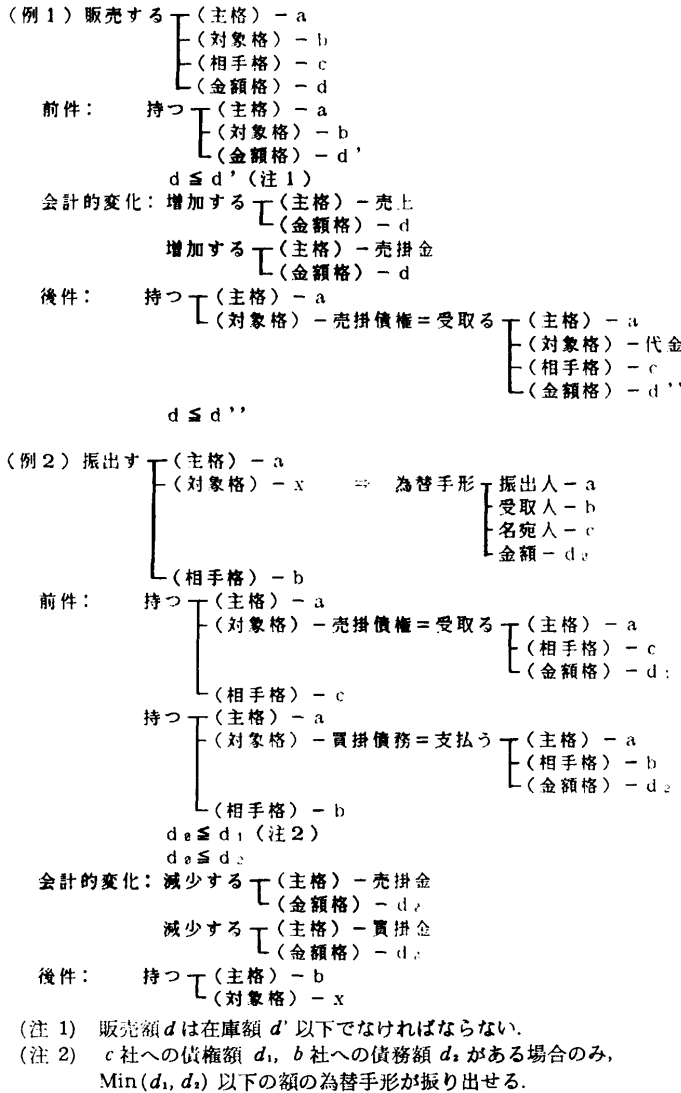 (例1) 販売する (主格) - a
(対象格) - b
(相手格) - c
(金額格) - d
前件: 持つ (主格) - a
(対象格) - b
(金額格) - d'
d ≦ d' (注1)
会計的変化: 増加する (主格) - 売上
(金額格) - d
増加する (主格) - 売掛金
(金額格) - d
後件: 持つ (主格) - a
(対象格) - 売掛債権=受取る (主格) - a
(対象格) - 代金
(相手格) - c
(金額格) - d''
d ≦ d''
(例2) 振出す (主格) - a
(対象格) - x ⇒ 為替手形 振出人 - a
受取人 - b
名宛人 - c
金額 - d
(相手格) - b
前件: 持つ (主格) - a
(対象格) - 売掛債権=受取る (主格) - a
(相手格) - c
(金額格) - d₁
(相手格) - c
持つ (主格) - a
(対象格) - 買掛債務=支払う (主格) - a
(相手格) - b
(金額格) - d₂
(相手格) - b
d ≦ d₁ (注2)
d ≦ d₂
会計的変化: 減少する (主格) - 売掛金
(金額格) - d
減少する (主格) - 買掛金
(金額格) - d
後件: 持つ (主格) - b
(対象格) - x
(注 1) 販売額 d は在庫額 d' 以下でなければならない.
(注 2) c 社への債権額 d₁, b 社への債務額 d₂ がある場合のみ,
Min(d₁, d₂) 以下の額の為替手形が振り出せる.